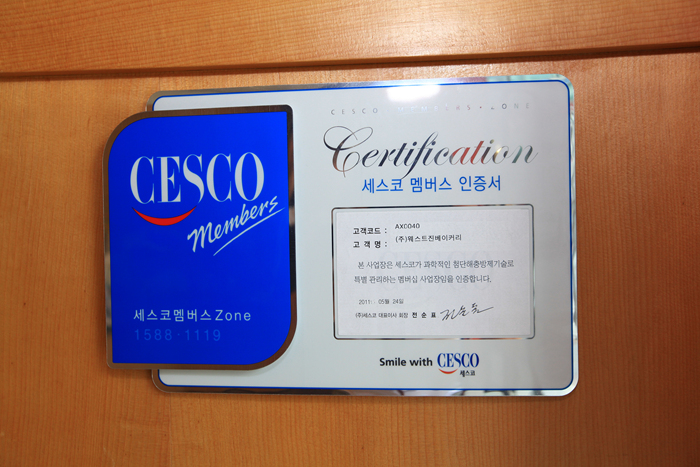 CESCO
Members
세스코멤버스 Zone
1588·1119
CESCO MEMBERS·ZONE
Certification
세스코 멤버스 인증서
고객코드 : AXC040
고 객 명 : (주)웨스트진베이커리
본 사업장은 세스코가 과학적인 첨단해충방제기술로
특별 관리하는 멤버십 사업장임을 인증합니다.
2011. 05월 24일
(주)세스코 대표이사 회장 전 순 표
Smile with CESCO
세스코